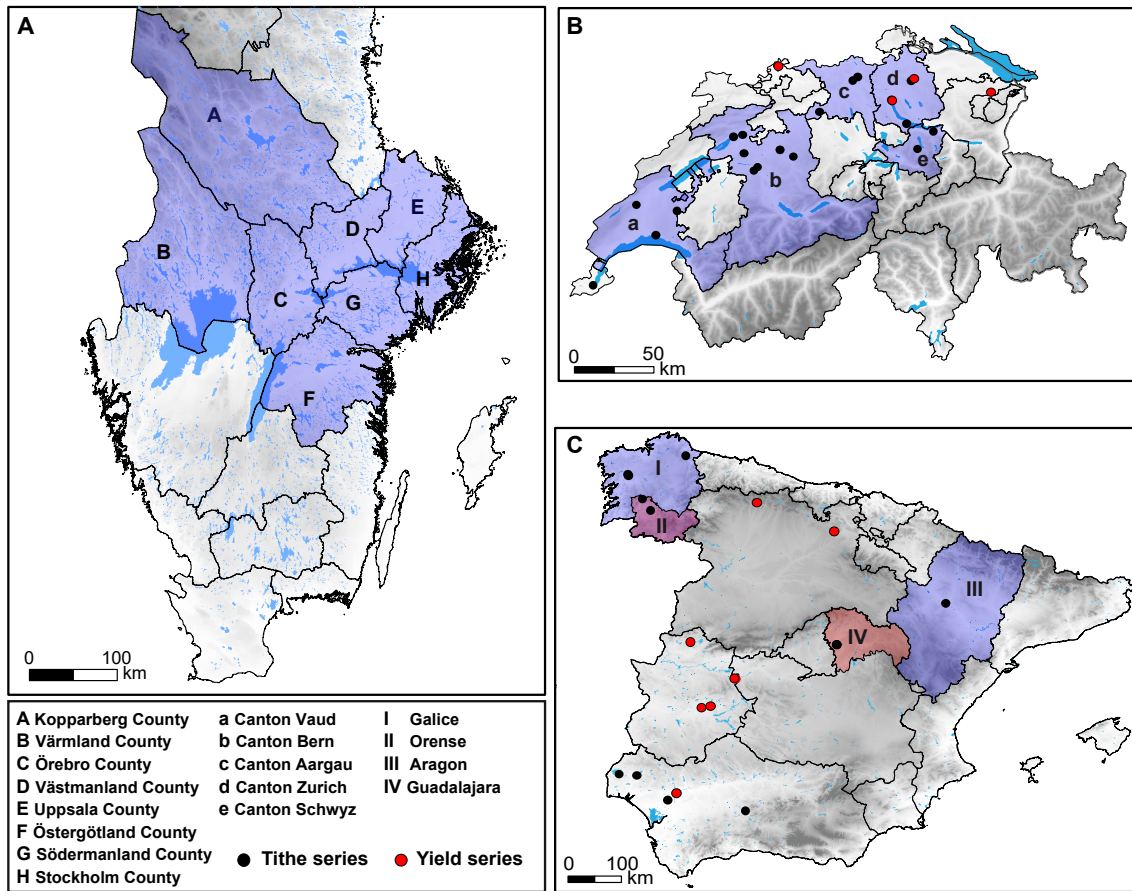 A
A
B
C
D
E
F
G
H
0 100
km
B
a
b
c
d
e
0 50
km
C
I
II
III
IV
0 100
km
A Kopparberg County
B Värmland County
C Örebro County
D Västmanland County
E Uppsala County
F Östergötland County
G Södermanland County
H Stockholm County
a Canton Vaud
b Canton Bern
c Canton Aargau
d Canton Zurich
e Canton Schwyz
I Galice
II Orense
III Aragon
IV Guadalajara
Tithe series
Yield series